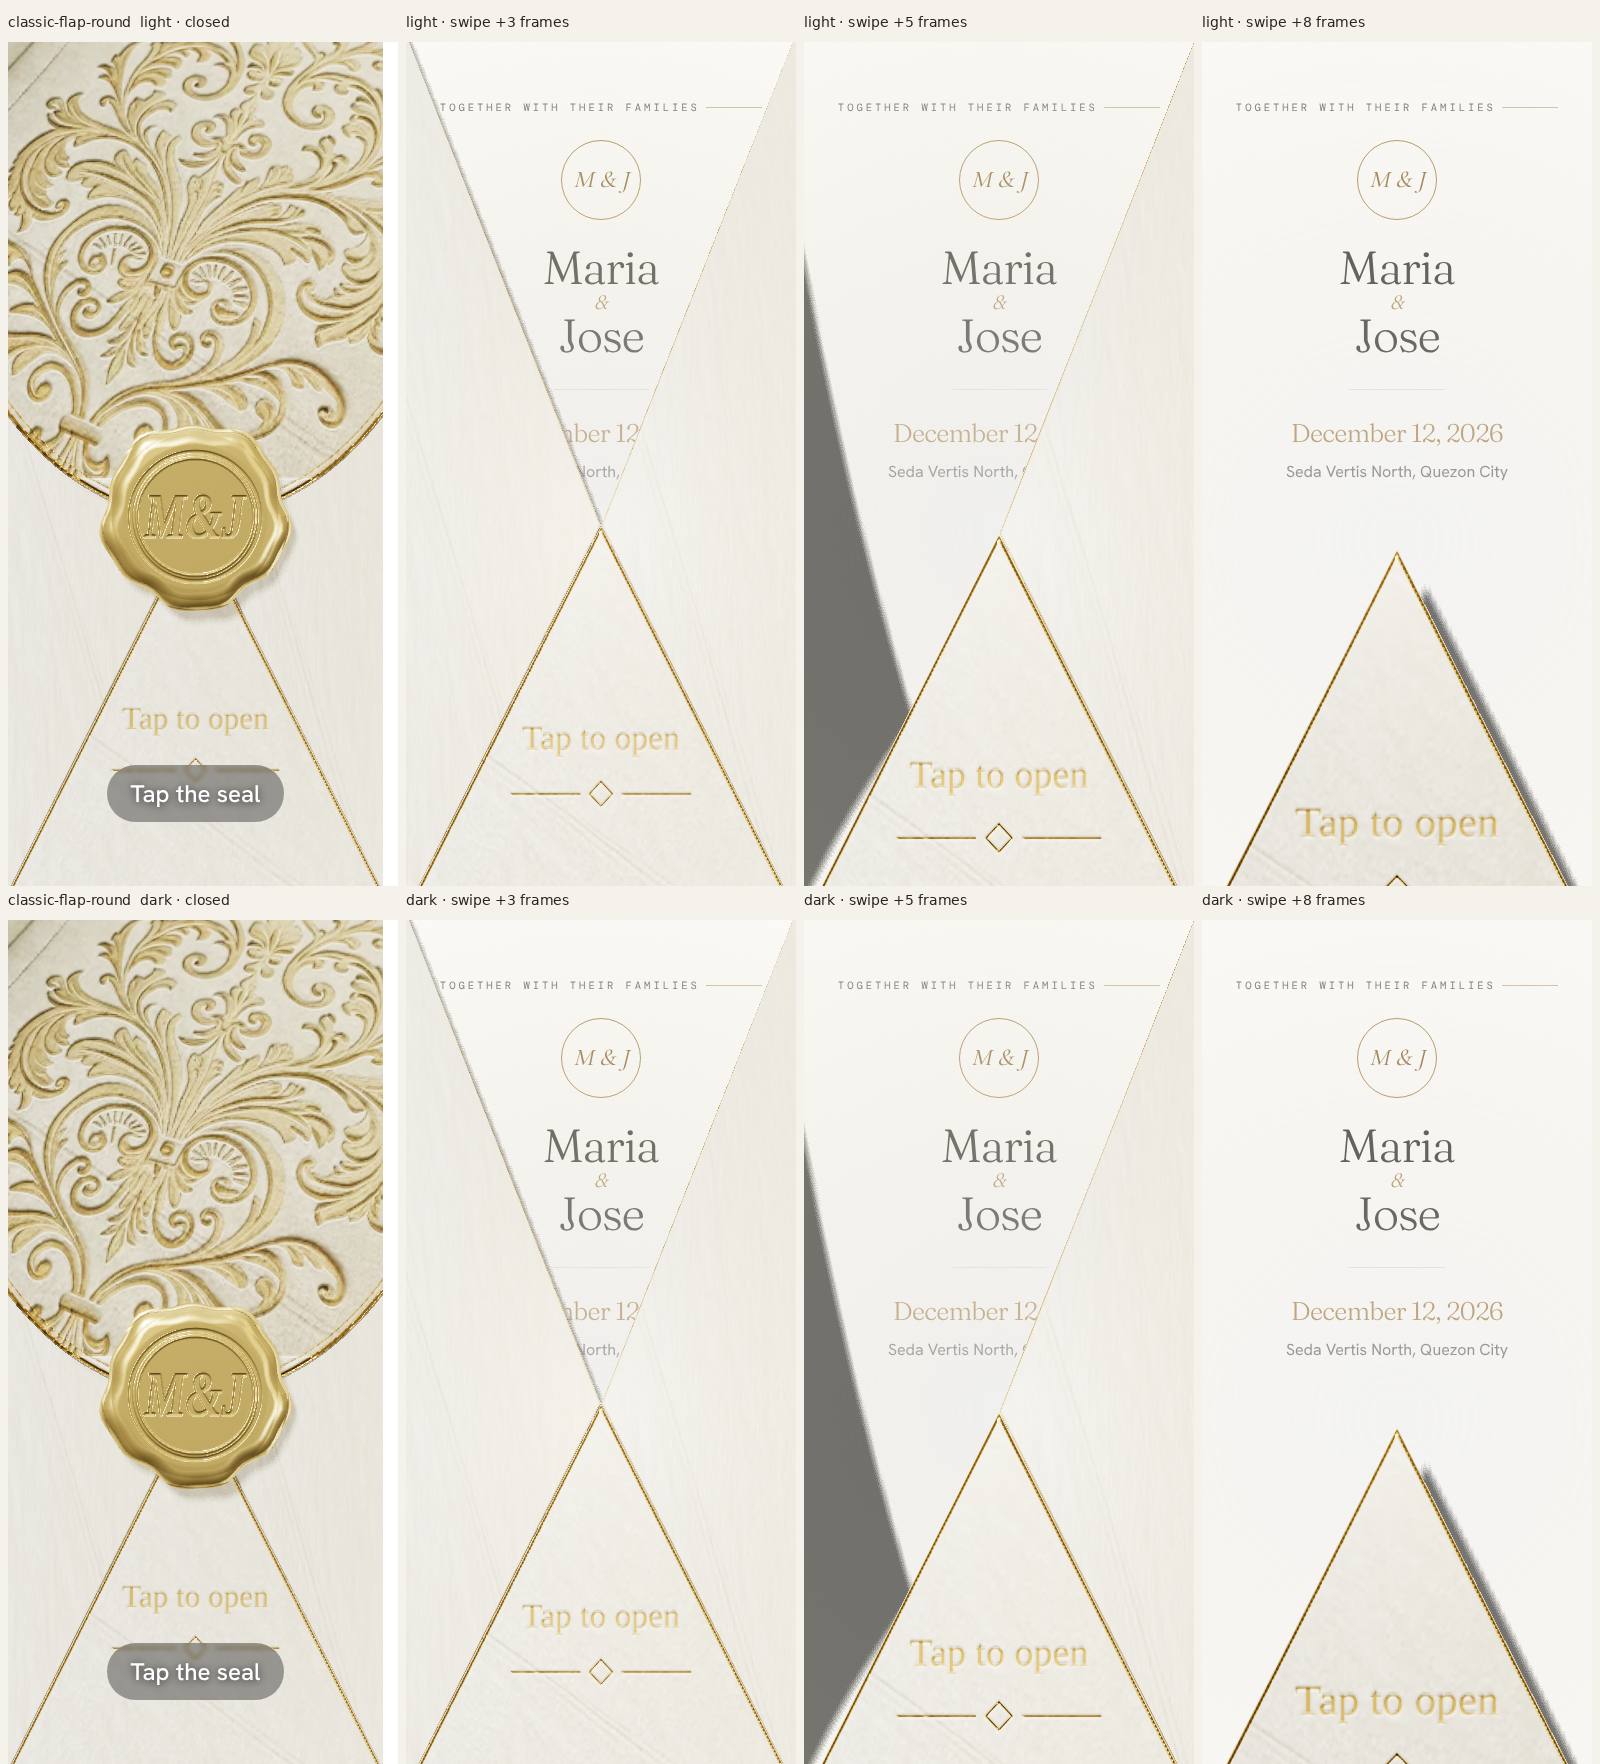 classic-flap-round light · closed
M&J
Tap to open
Tap the seal
light · swipe +3 frames
TOGETHER WITH THEIR FAMILIES
M & J
Maria
&
Jose
nber 12
North,
Tap to open
light · swipe +5 frames
TOGETHER WITH THEIR FAMILIES
M & J
Maria
&
Jose
December 12
Seda Vertis North,
Tap to open
light · swipe +8 frames
TOGETHER WITH THEIR FAMILIES
M & J
Maria
&
Jose
December 12, 2026
Seda Vertis North, Quezon City
Tap to open
classic-flap-round dark · closed
M&J
Tap to open
Tap the seal
dark · swipe +3 frames
TOGETHER WITH THEIR FAMILIES
M & J
Maria
&
Jose
nber 12
North,
Tap to open
dark · swipe +5 frames
TOGETHER WITH THEIR FAMILIES
M & J
Maria
&
Jose
December 12
Seda Vertis North,
Tap to open
dark · swipe +8 frames
TOGETHER WITH THEIR FAMILIES
M & J
Maria
&
Jose
December 12, 2026
Seda Vertis North, Quezon City
Tap to open